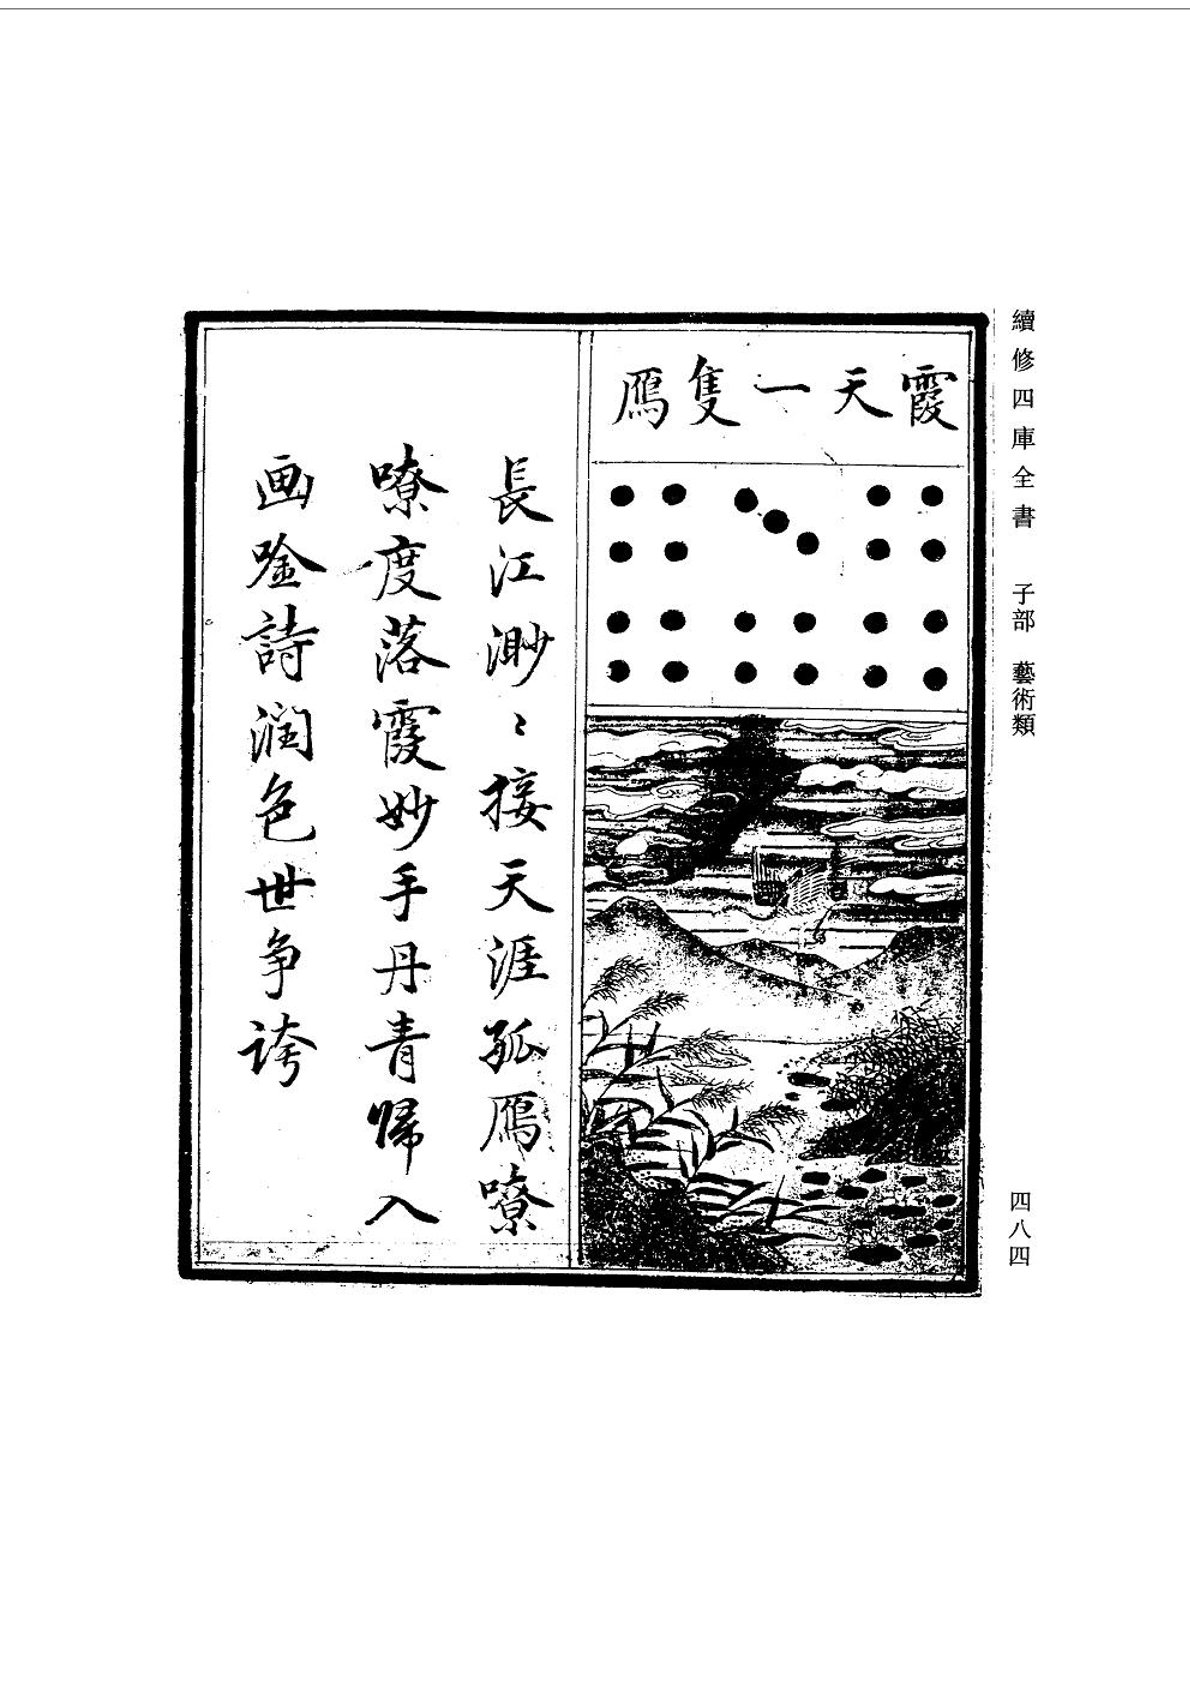 續修四庫全書　子部　藝術類
四八四
霞天一隻鴈
長江渺〻接天涯孤鴈嘹
嘹度落霞妙手丹青歸入
画唫詩潤色世争誇